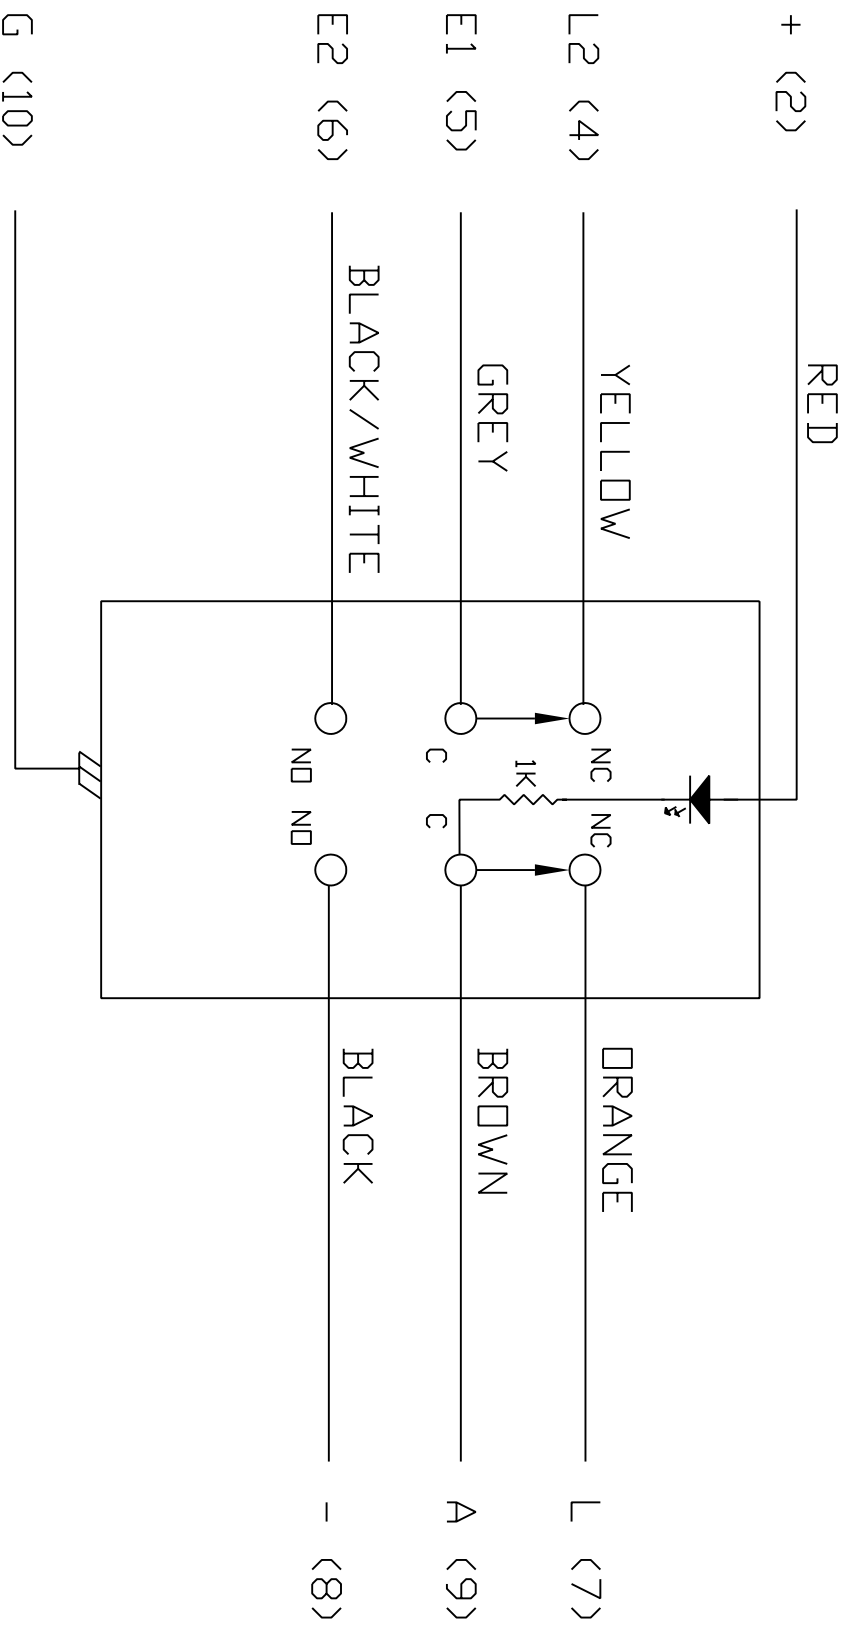 RED
+ (2)
YELLOW
ORANGE
L2 (4)
NC NC
L (7)
1K
GREY
BROWN
E1 (5)
C C
A (9)
BLACK/WHITE
BLACK
E2 (6)
- (8)
NO NO
G (10)